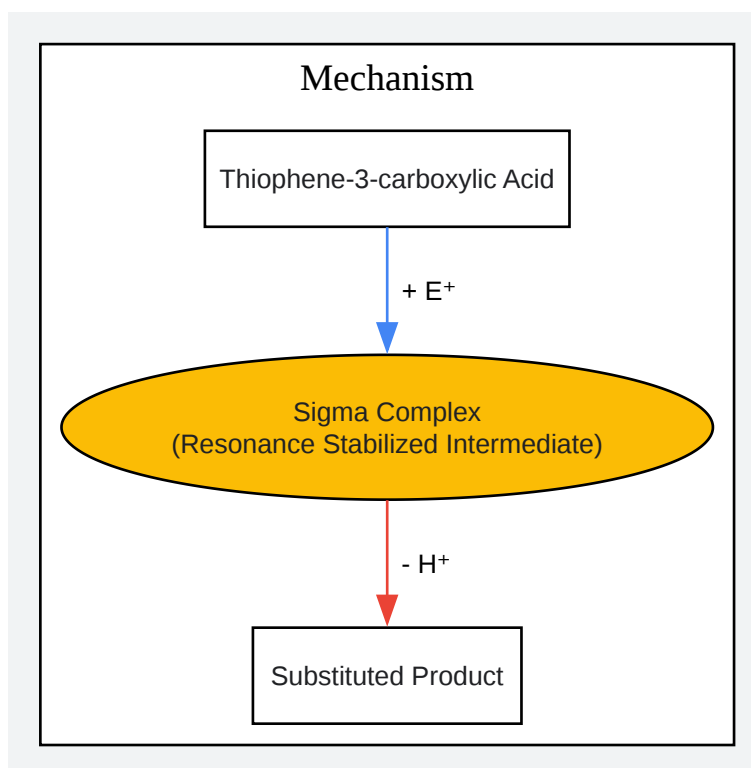 Mechanism
Thiophene-3-carboxylic Acid
+ E⁺
Sigma Complex
(Resonance Stabilized Intermediate)
- H⁺
Substituted Product